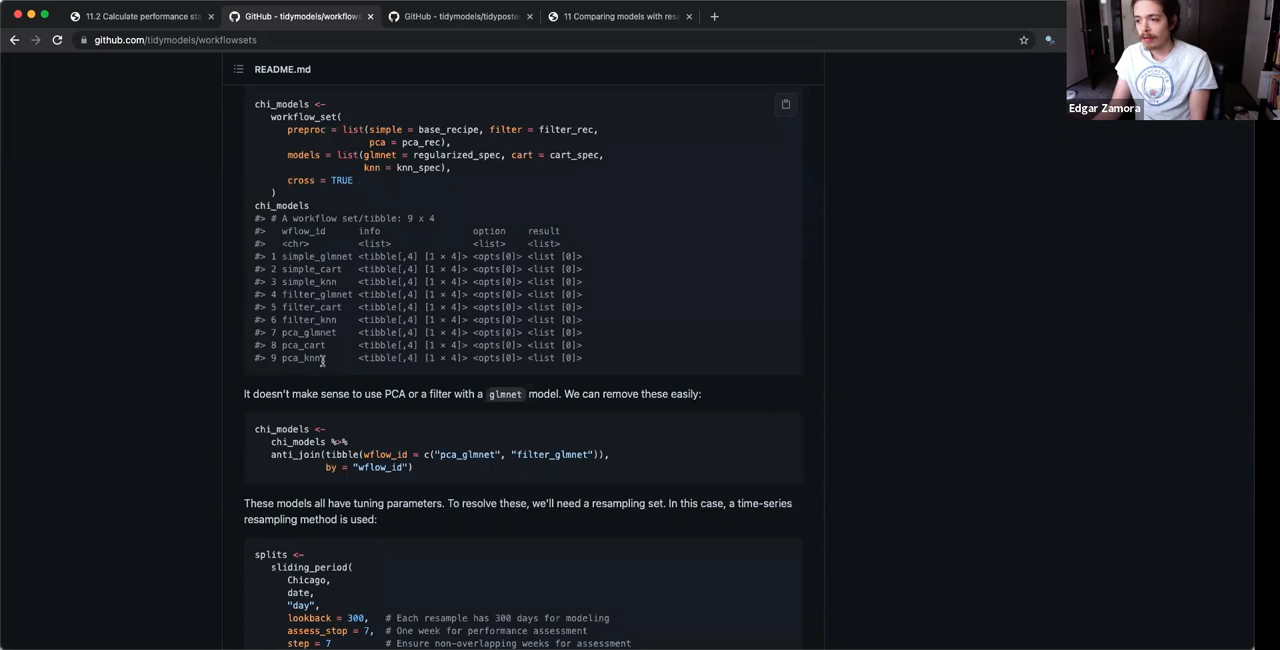 11.2 Calculate performance sta
GitHub - tidymodels/workflows
GitHub - tidymodels/tidyposte
11 Comparing models with resa
github.com/tidymodels/workflowsets
Edgar Zamora
README.md
chi_models <-
workflow_set(
preproc = list(simple = base_recipe, filter = filter_rec,
pca = pca_rec),
models = list(glmnet = regularized_spec, cart = cart_spec,
knn = knn_spec),
cross = TRUE
)
chi_models
#> # A workflow set/tibble: 9 x 4
#> wflow_id info option result
#> <chr> <list> <list> <list>
#> 1 simple_glmnet <tibble[,4] [1 × 4]> <opts[0]> <list [0]>
#> 2 simple_cart <tibble[,4] [1 × 4]> <opts[0]> <list [0]>
#> 3 simple_knn <tibble[,4] [1 × 4]> <opts[0]> <list [0]>
#> 4 filter_glmnet <tibble[,4] [1 × 4]> <opts[0]> <list [0]>
#> 5 filter_cart <tibble[,4] [1 × 4]> <opts[0]> <list [0]>
#> 6 filter_knn <tibble[,4] [1 × 4]> <opts[0]> <list [0]>
#> 7 pca_glmnet <tibble[,4] [1 × 4]> <opts[0]> <list [0]>
#> 8 pca_cart <tibble[,4] [1 × 4]> <opts[0]> <list [0]>
#> 9 pca_knn <tibble[,4] [1 × 4]> <opts[0]> <list [0]>
It doesn't make sense to use PCA or a filter with a glmnet model. We can remove these easily:
chi_models <-
chi_models %>%
anti_join(tibble(wflow_id = c("pca_glmnet", "filter_glmnet")),
by = "wflow_id")
These models all have tuning parameters. To resolve these, we'll need a resampling set. In this case, a time-series
resampling method is used:
splits <-
sliding_period(
Chicago,
date,
"day",
lookback = 300, # Each resample has 300 days for modeling
assess_stop = 7, # One week for performance assessment
step = 7 # Ensure non-overlapping weeks for assessment